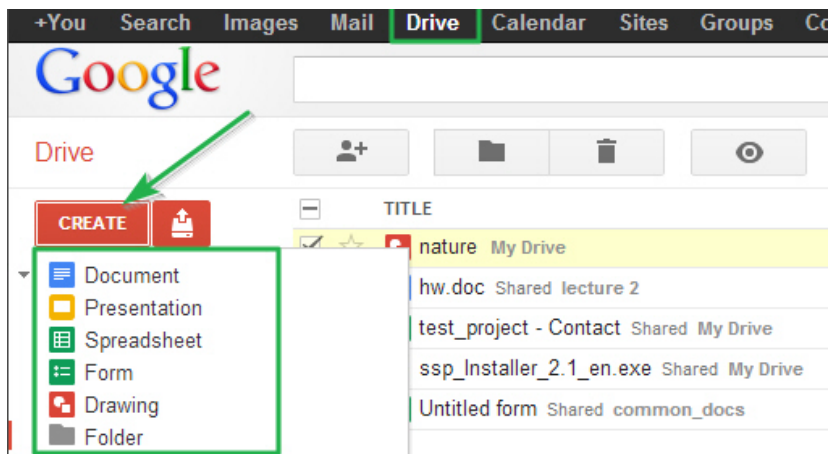 +You Search Images Mail Drive Calendar Sites Groups Co
Google
Drive
CREATE
TITLE
nature My Drive
Document
hw.doc Shared lecture 2
Presentation
test_project - Contact Shared My Drive
Spreadsheet
Form
ssp_Installer_2.1_en.exe Shared My Drive
Drawing
Untitled form Shared common_docs
Folder